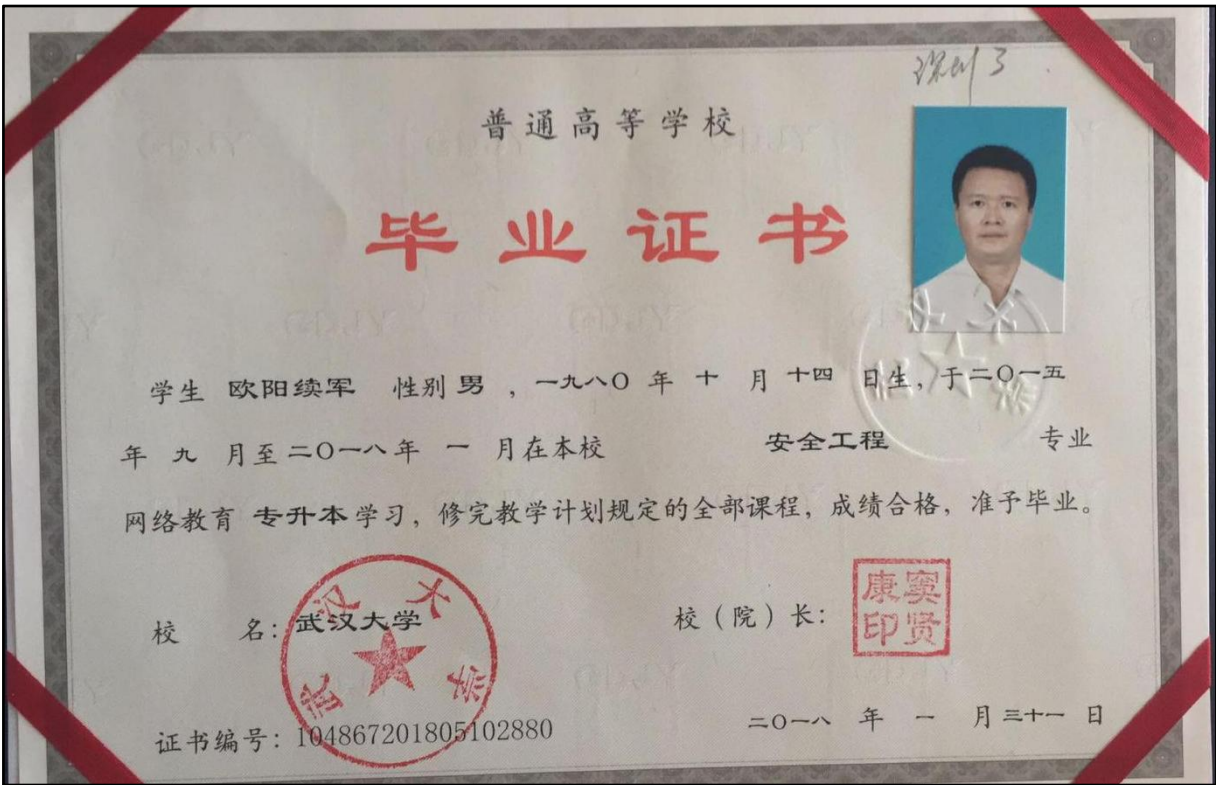 普通高等学校
毕业证书
学生 欧阳续军 性别 男 ，一九八〇 年 十 月 十四 日生，于二〇一五
年 九 月至二〇一八年 一 月在本校 安全工程 专业
网络教育 专升本学习，修完教学计划规定的全部课程，成绩合格，准予毕业。
校 名：武汉大学
武汉大学
校（院）长：
窦贤康印
证书编号：104867201805102880
二〇一八 年 一 月三十一 日